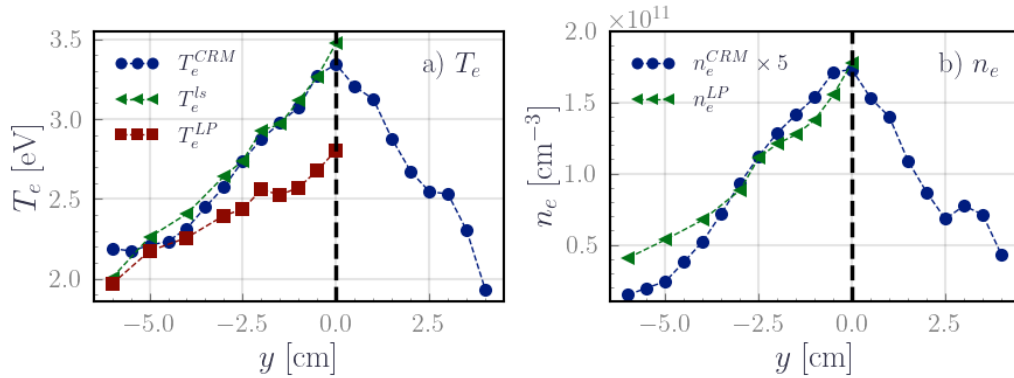 ×10¹¹
3.5
3.0
2.5
2.0
T_e [eV]
T_e^{CRM}
T_e^{ls}
T_e^{LP}
a) T_e
−5.0
−2.5
0.0
2.5
y [cm]
2.0
1.5
1.0
0.5
n_e [cm⁻³]
n_e^{CRM} × 5
n_e^{LP}
b) n_e
−5.0
−2.5
0.0
2.5
y [cm]